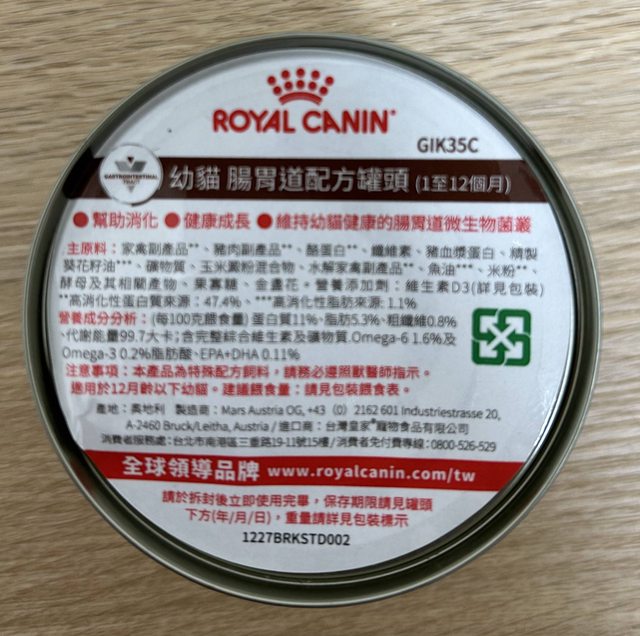 ROYAL CANIN
GIK35C
GASTROINTESTINAL
幼貓 腸胃道配方罐頭 (1至12個月)
●幫助消化 ●健康成長 ●維持幼貓健康的腸胃道微生物菌叢
主原料：家禽副產品**、豬肉副產品**、酪蛋白**、纖維素、豬血漿蛋白、精製
葵花籽油***、礦物質、玉米澱粉混合物、水解家禽副產品**、魚油***、米粉**、
酵母及其相關產物、果寡糖、金盞花。營養添加劑：維生素D3(詳見包裝)
**高消化性蛋白質來源：47.4%、***高消化性脂肪來源：1.1%
營養成分分析：(每100克餵食量) 蛋白質11%、脂肪5.3%、粗纖維0.8%
、代謝能量99.7大卡；含完整綜合維生素及礦物質.Omega-6 1.6%及
Omega-3 0.2%脂肪酸、EPA+DHA 0.11%
注意事項：本產品為特殊配方飼料，請務必遵照獸醫師指示。
適用於12月齡以下幼貓。建議餵食量：請見包裝餵食表。
產地：奧地利 製造商：Mars Austria OG, +43（0）2162 601 Industriestrasse 20,
A-2460 Bruck/Leitha, Austria / 進口商：台灣皇家®寵物食品有限公司
消費者服務處:台北市南港區三重路19-11號15樓/消費者免付費專線：0800-526-529
全球領導品牌 www.royalcanin.com/tw
請於拆封後立即使用完畢，保存期限請見罐頭
下方(年/月/日)，重量請詳見包裝標示
1227BRKSTD002